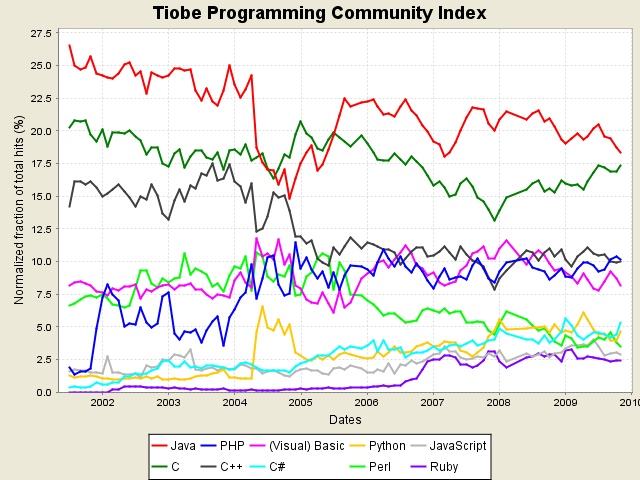 Tiobe Programming Community Index
Normalized fraction of total hits (%)
27.5
25.0
22.5
20.0
17.5
15.0
12.5
10.0
7.5
5.0
2.5
0.0
2002 2003 2004 2005 2006 2007 2008 2009 2010
Dates
Java PHP (Visual) Basic Python JavaScript
C C++ C# Perl Ruby